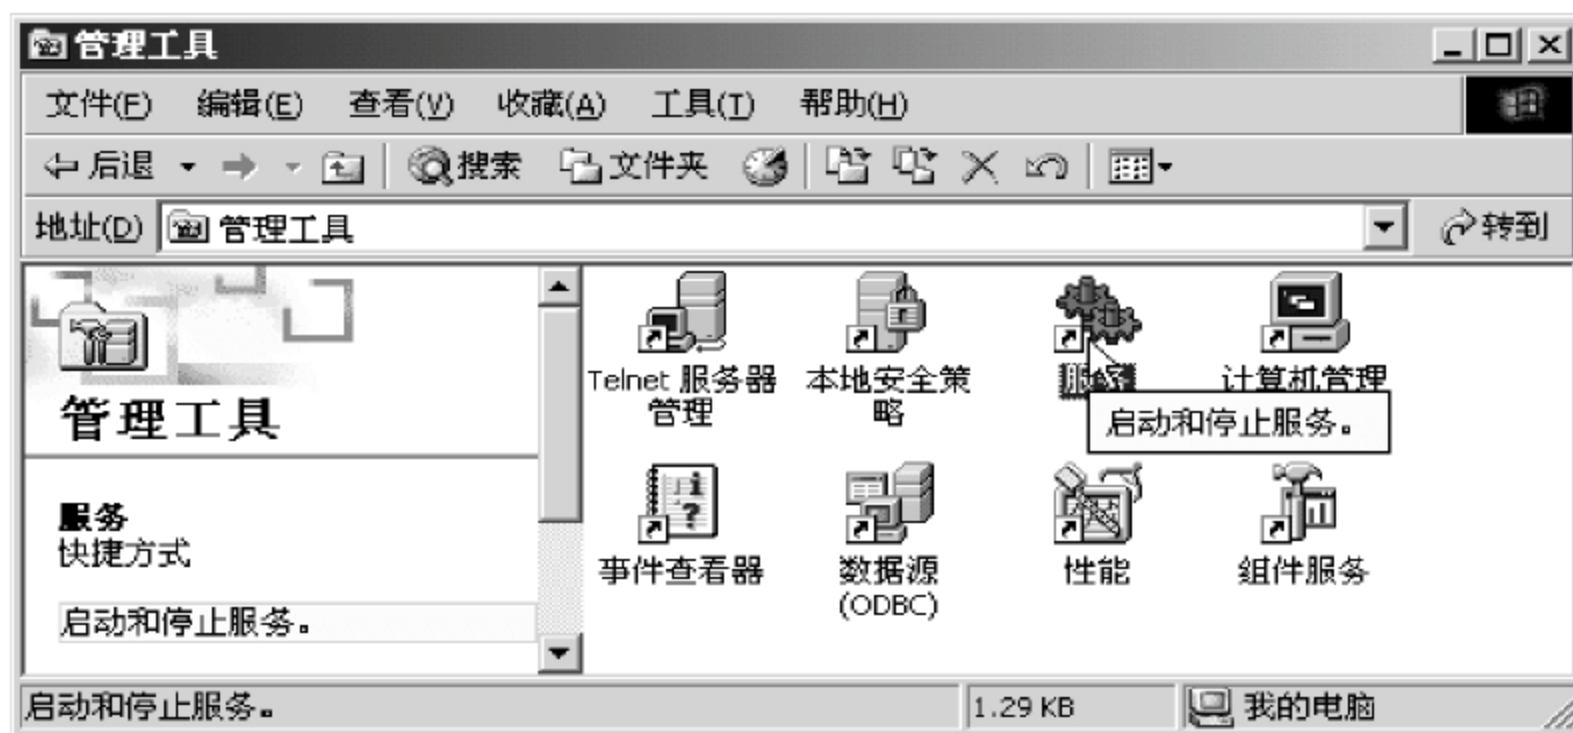 管理工具
文件(F) 编辑(E) 查看(V) 收藏(A) 工具(T) 帮助(H)
后退 搜索 文件夹
地址(D) 管理工具 转到
管理工具
服务
快捷方式
启动和停止服务。
Telnet 服务器
管理
本地安全策
略
服务
计算机管理
启动和停止服务。
事件查看器
数据源
(ODBC)
性能
组件服务
启动和停止服务。 1.29 KB 我的电脑